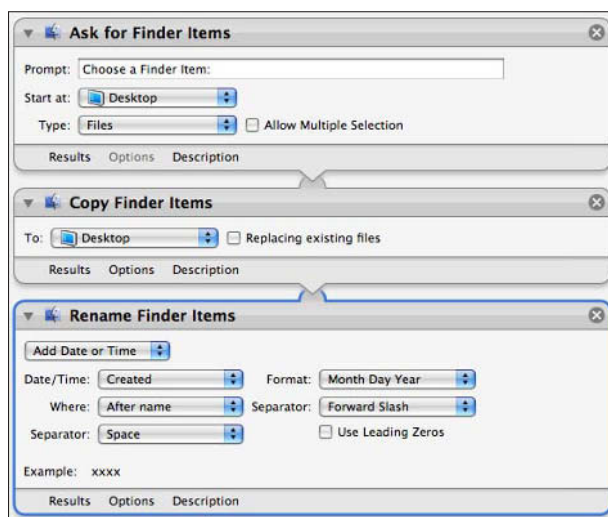 Ask for Finder Items
Prompt: Choose a Finder Item:
Start at: Desktop
Type: Files Allow Multiple Selection
Results Options Description
Copy Finder Items
To: Desktop Replacing existing files
Results Options Description
Rename Finder Items
Add Date or Time
Date/Time: Created Format: Month Day Year
Where: After name Separator: Forward Slash
Separator: Space Use Leading Zeros
Example: xxxx
Results Options Description